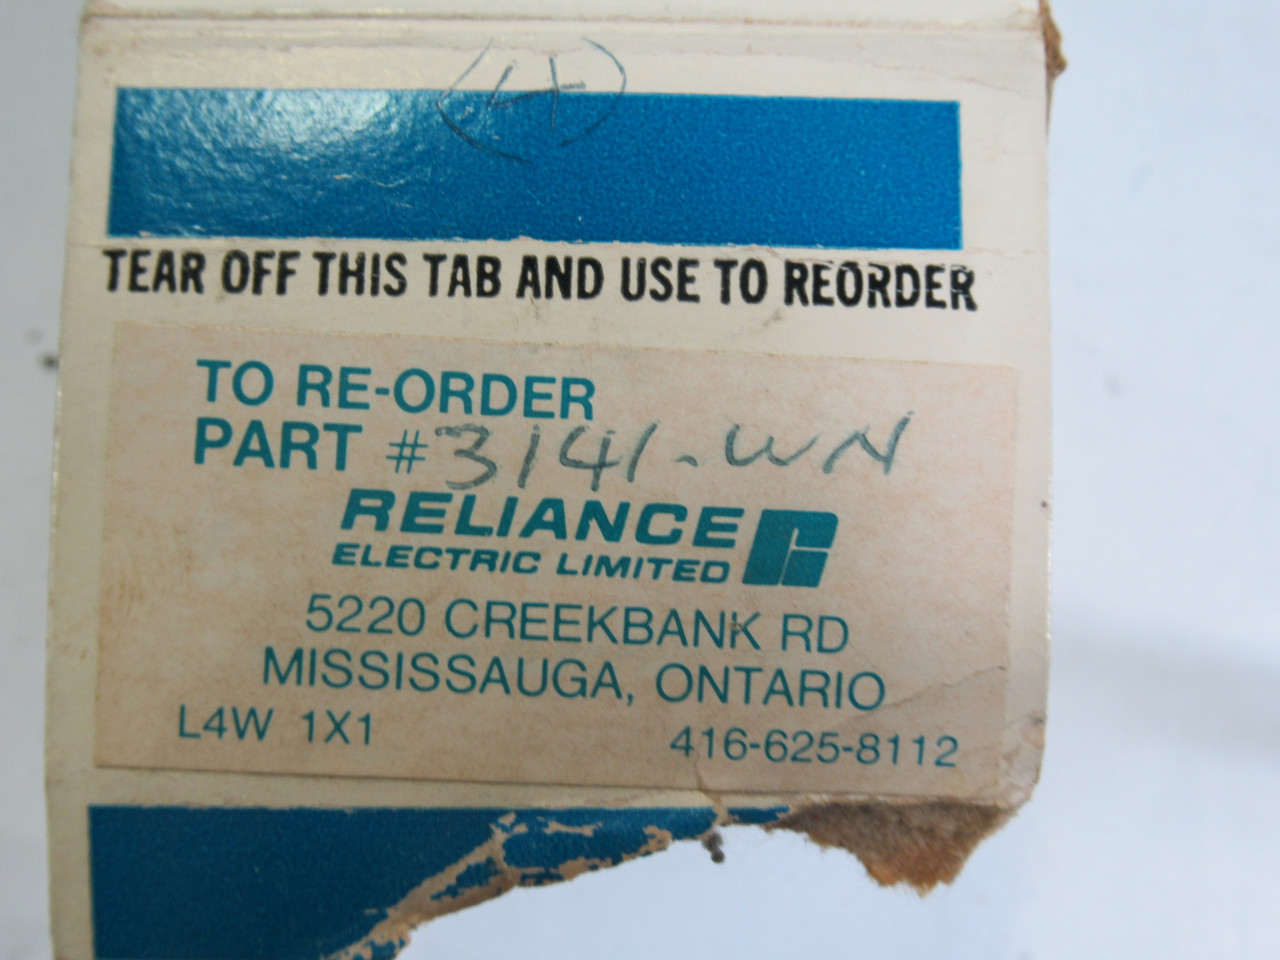 (4)
TEAR OFF THIS TAB AND USE TO REORDER
TO RE-ORDER
PART # 3141-WN
RELIANCE
ELECTRIC LIMITED
5220 CREEKBANK RD
MISSISSAUGA, ONTARIO
L4W 1X1 416-625-8112